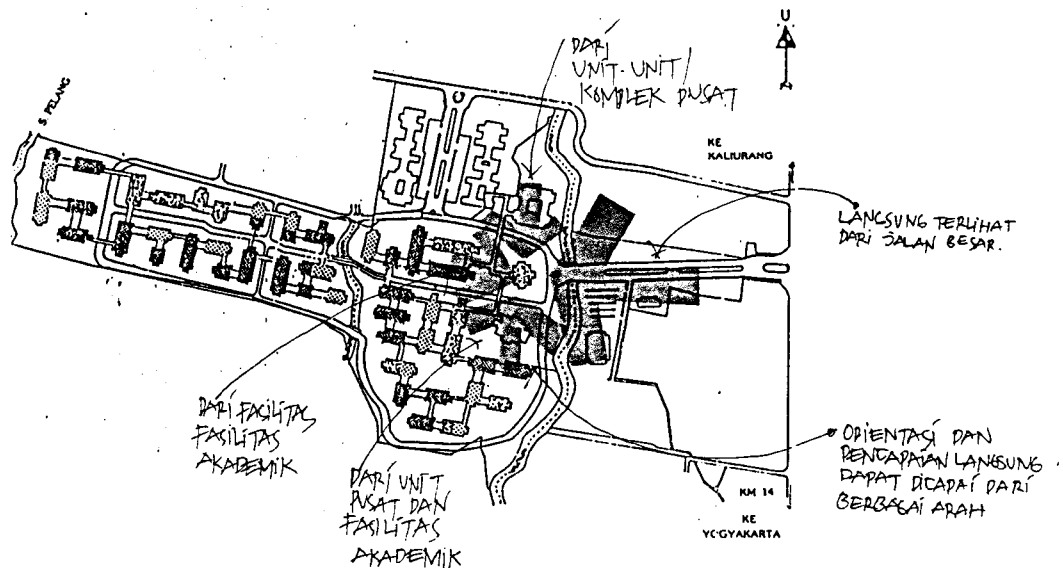 U
DARI
UNIT-UNIT/
KOMPLEK PUSAT
S PELANG
KE
KALIURANG
LANGSUNG TERLIHAT
DARI JALAN BESAR.
DARI FASILITAS
FASILITAS
AKADEMIK
DARI UNIT
PUSAT DAN
FASILITAS
AKADEMIK
ORIENTASI DAN
PENCAPAIAN LANGSUNG
DAPAT DICAPAI DARI
BERBAGAI ARAH
KM 14
KE
YOGYAKARTA